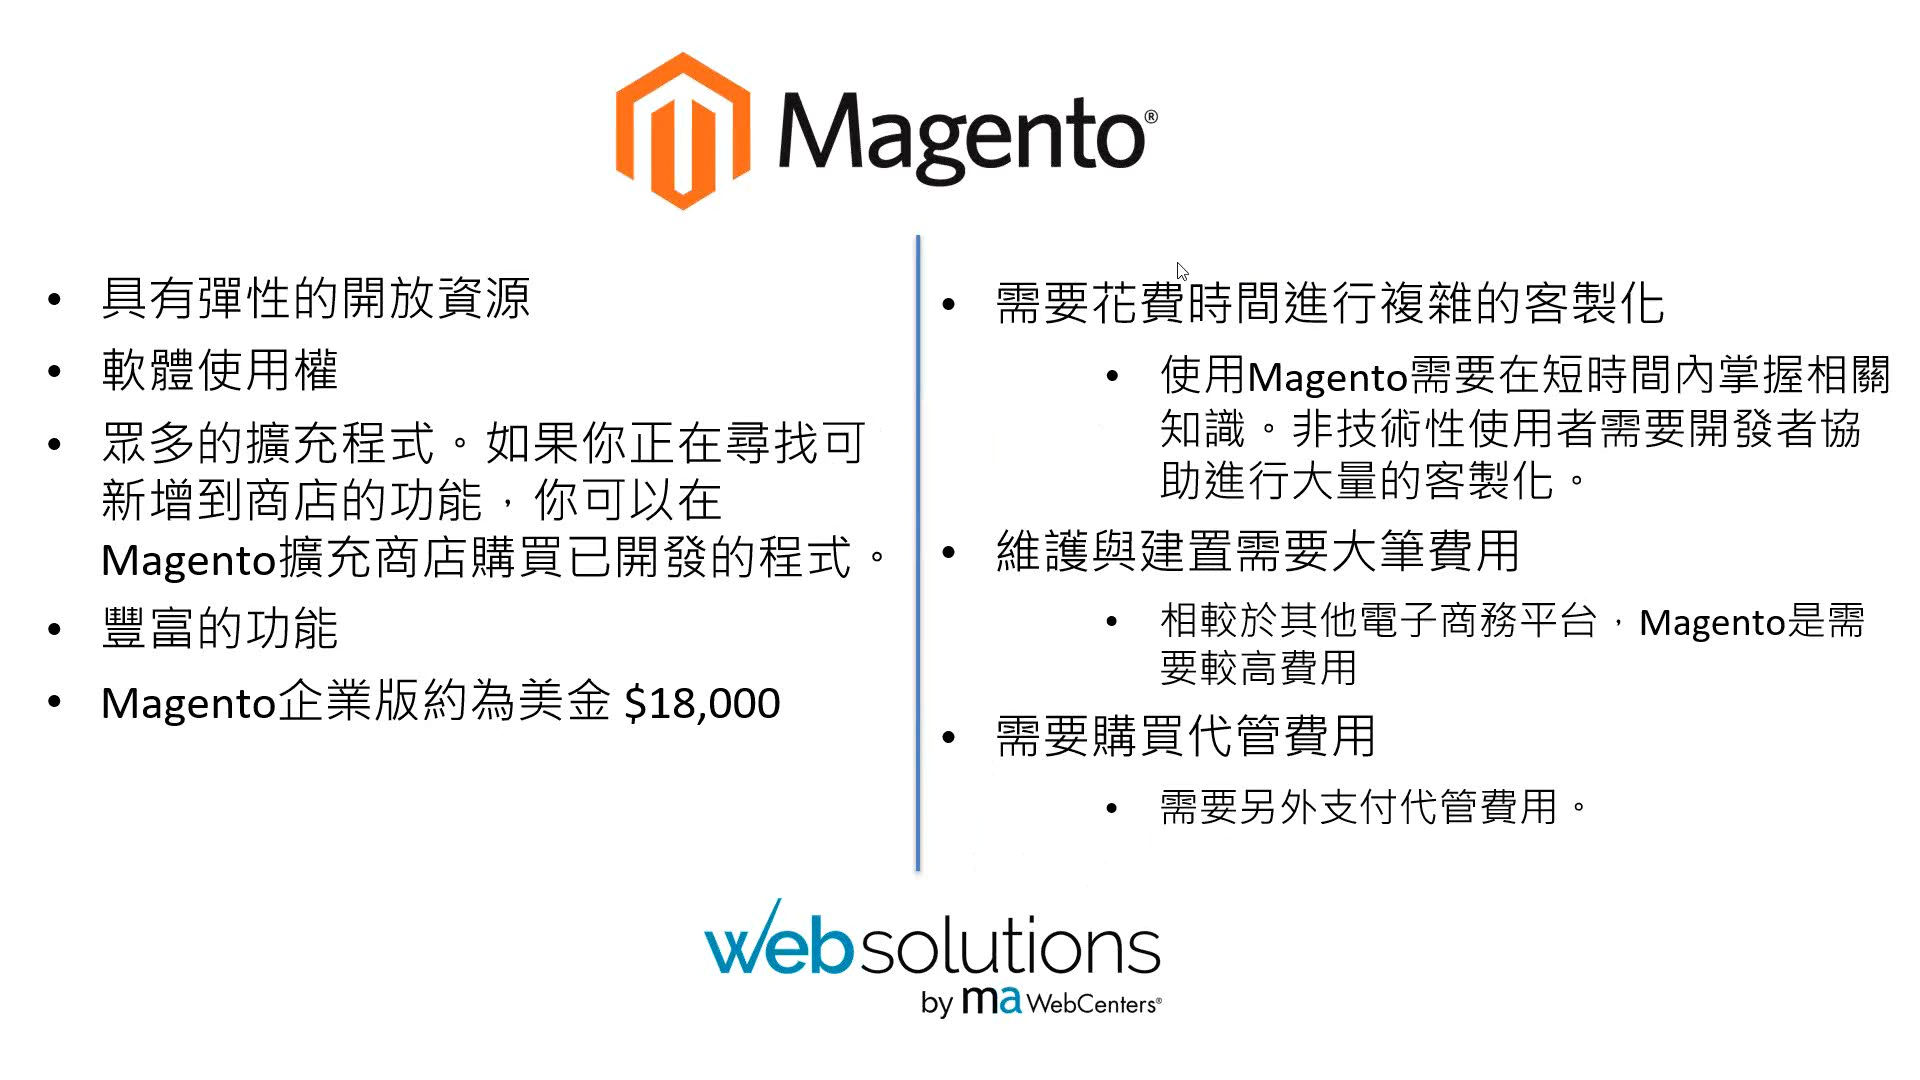 Magento®
• 具有彈性的開放資源
• 軟體使用權
• 眾多的擴充程式。如果你正在尋找可
新增到商店的功能，你可以在
Magento擴充商店購買已開發的程式。
• 豐富的功能
• Magento企業版約為美金 $18,000
• 需要花費時間進行複雜的客製化
• 使用Magento需要在短時間內掌握相關
知識。非技術性使用者需要開發者協
助進行大量的客製化。
• 維護與建置需要大筆費用
• 相較於其他電子商務平台，Magento是需
要較高費用
• 需要購買代管費用
• 需要另外支付代管費用。
websolutions
by ma WebCenters®